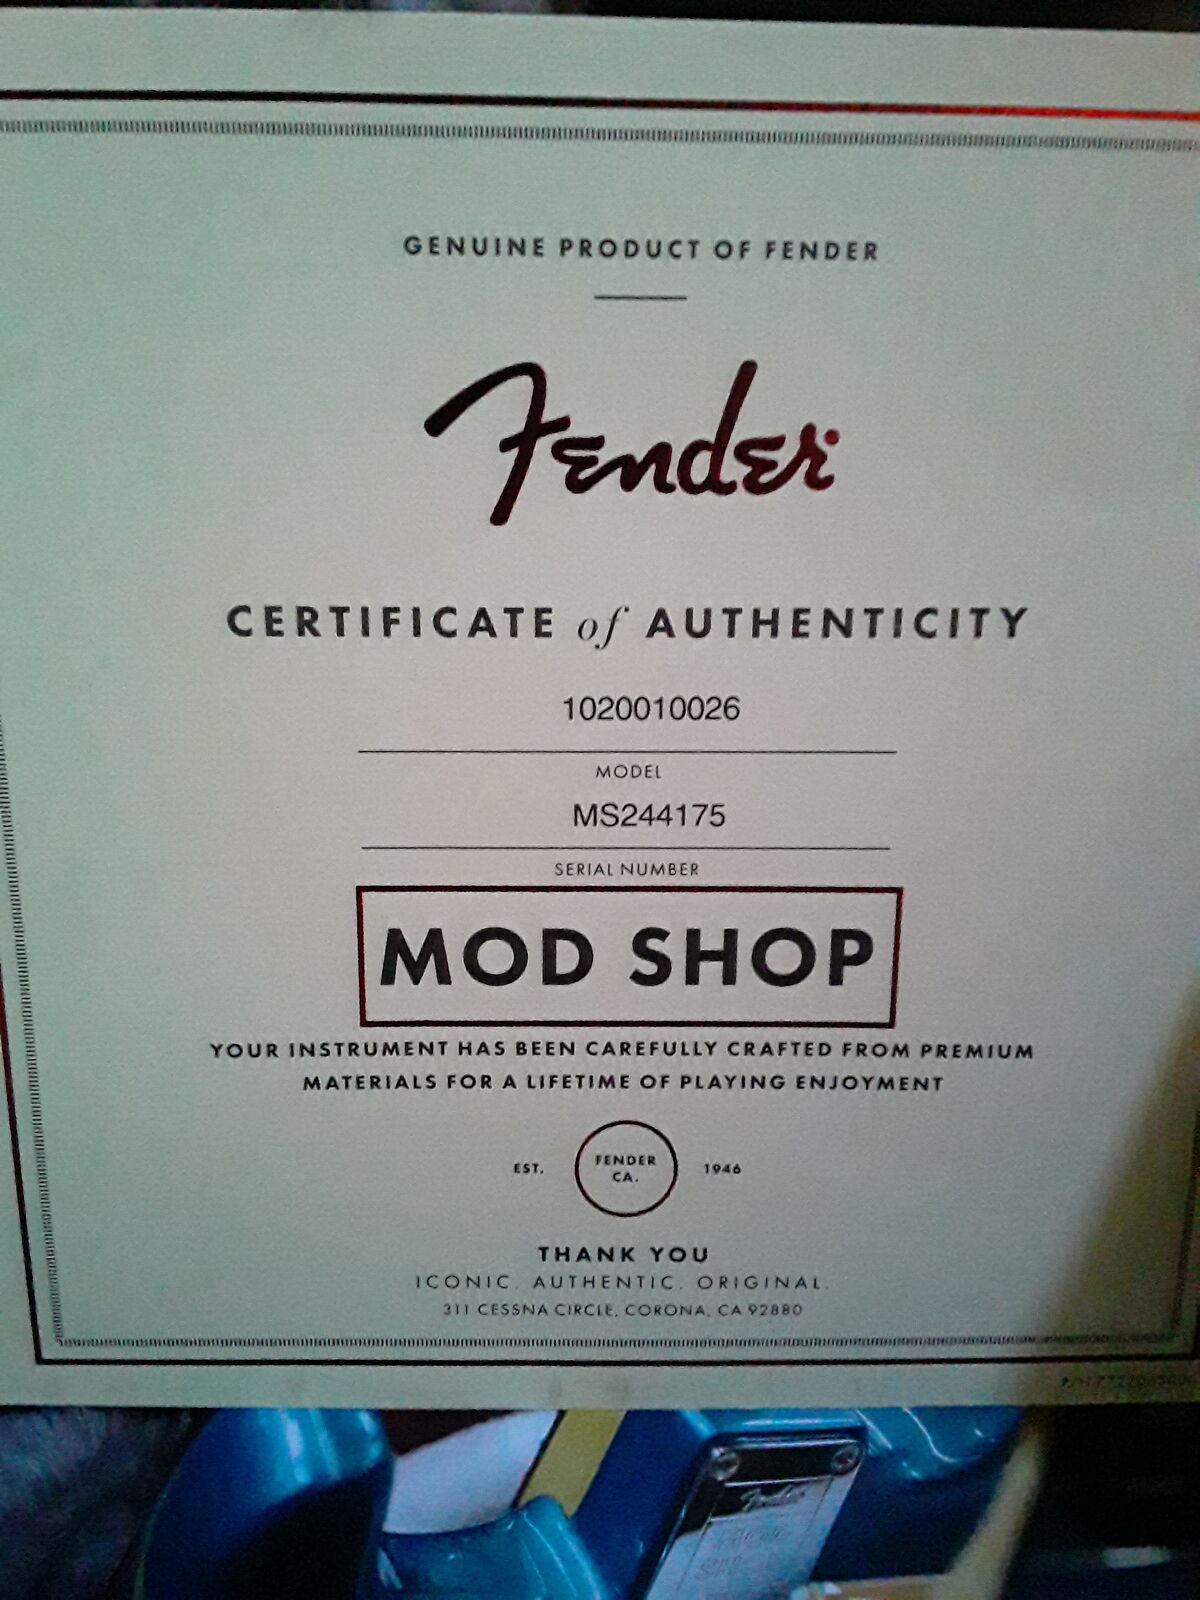 GENUINE PRODUCT OF FENDER
Fender
CERTIFICATE of AUTHENTICITY
1020010026
MODEL
MS244175
SERIAL NUMBER
MOD SHOP
YOUR INSTRUMENT HAS BEEN CAREFULLY CRAFTED FROM PREMIUM
MATERIALS FOR A LIFETIME OF PLAYING ENJOYMENT
EST. FENDER CA. 1946
THANK YOU
ICONIC. AUTHENTIC. ORIGINAL.
311 CESSNA CIRCLE, CORONA, CA 92880
Fender